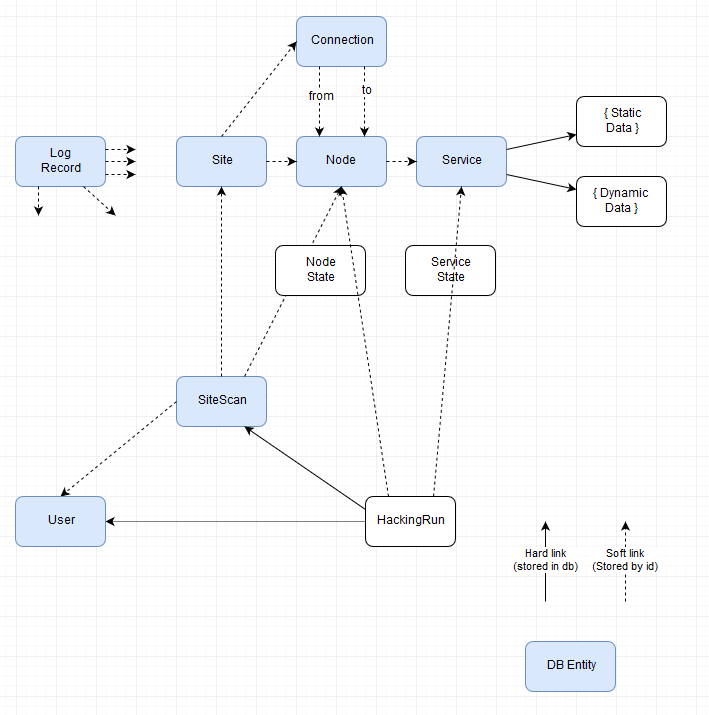 Connection
from
to
{ Static
Data }
Log
Record
Site
Node
Service
{ Dynamic
Data }
Node
State
Service
State
SiteScan
User
HackingRun
Hard link
(stored in db)
Soft link
(Stored by id)
DB Entity